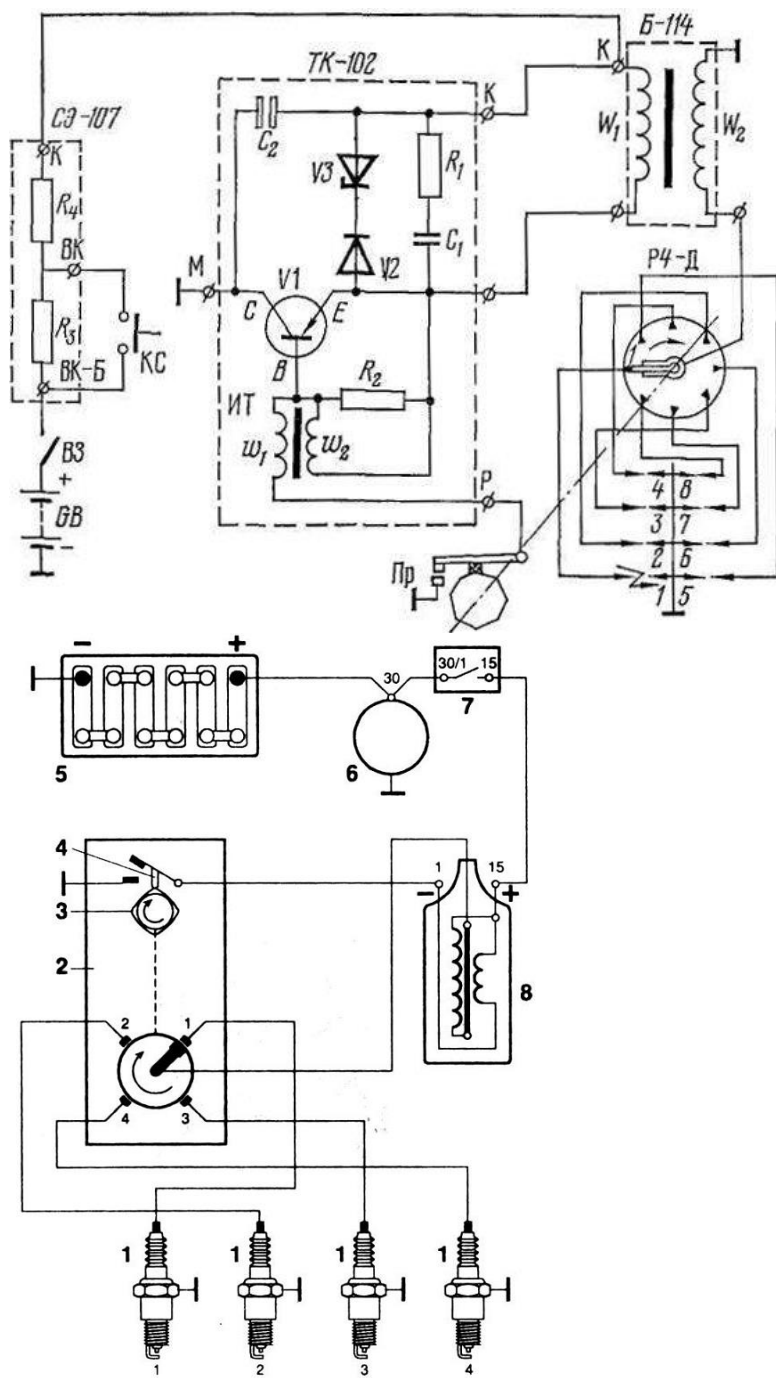 Б-114
ТК-102
К
К
СЭ-107
К
C₂
V3
R₁
W₁
W₂
R₄
ВК
C₁
V2
Р4-Д
М
V1
C
E
1
R₃
КС
ВК-Б
B
ИТ
R₂
ВЗ
w₁
w₂
+
Р
4 8
GB
3 7
-
Пр
2 6
1 5
- +
30
30/1 15
7
5
6
4
1
15
- +
3
2
8
2
1
4
3
1 1 1 1
1 2 3 4